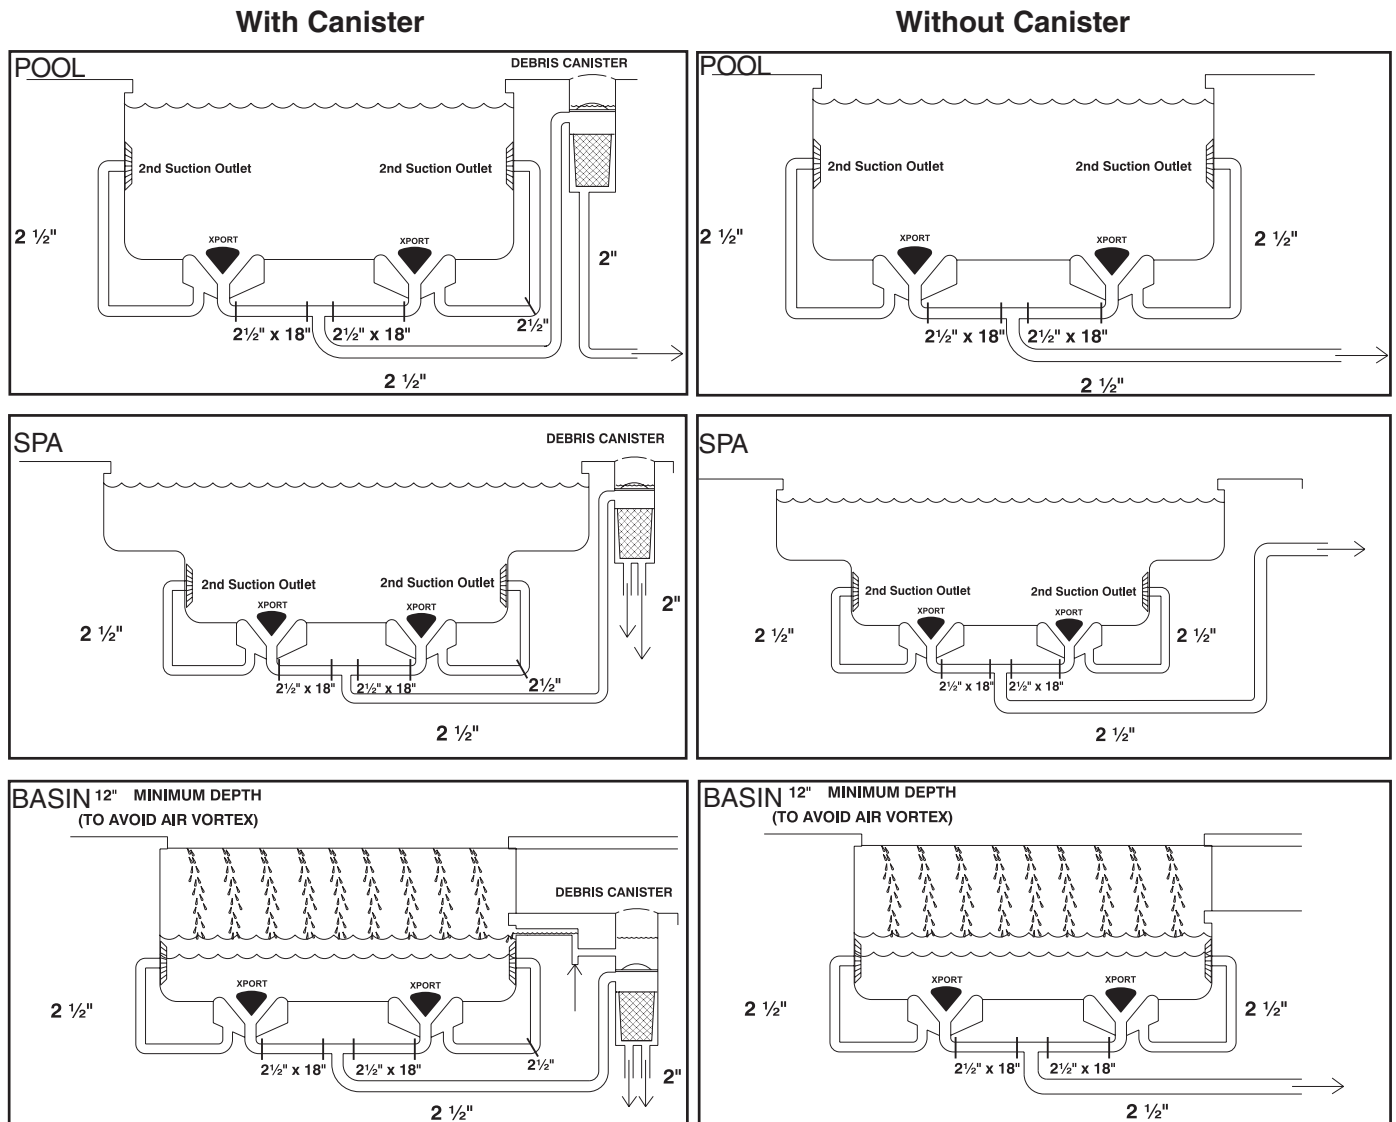 With Canister
Without Canister
POOL
DEBRIS CANISTER
2nd Suction Outlet
2nd Suction Outlet
2 ½"
XPORT
XPORT
2"
2½" x 18"
2½" x 18"
2½"
2 ½"
POOL
2nd Suction Outlet
2nd Suction Outlet
2 ½"
XPORT
XPORT
2 ½"
2½" x 18"
2½" x 18"
2 ½"
SPA
DEBRIS CANISTER
2nd Suction Outlet
2nd Suction Outlet
XPORT
XPORT
2"
2 ½"
2½" x 18"
2½" x 18"
2½"
2 ½"
SPA
2nd Suction Outlet
2nd Suction Outlet
XPORT
XPORT
2 ½"
2 ½"
2½" x 18"
2½" x 18"
2 ½"
BASIN 12" MINIMUM DEPTH
(TO AVOID AIR VORTEX)
DEBRIS CANISTER
XPORT
XPORT
2 ½"
2½" x 18"
2½" x 18"
2½"
2"
2 ½"
BASIN 12" MINIMUM DEPTH
(TO AVOID AIR VORTEX)
XPORT
XPORT
2 ½"
2 ½"
2½" x 18"
2½" x 18"
2 ½"